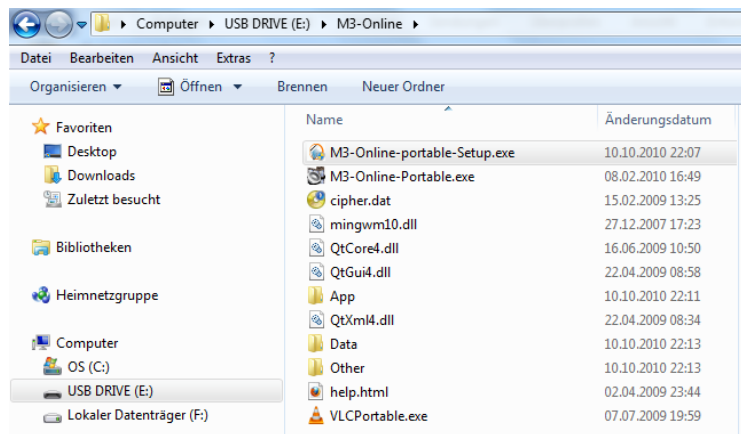 Computer ▸ USB DRIVE (E:) ▸ M3-Online ▸
Datei Bearbeiten Ansicht Extras ?
Organisieren Öffnen Brennen Neuer Ordner
Name Änderungsdatum
Favoriten
Desktop
Downloads
Zuletzt besucht
Bibliotheken
Heimnetzgruppe
Computer
OS (C:)
USB DRIVE (E:)
Lokaler Datenträger (F:)
M3-Online-portable-Setup.exe 10.10.2010 22:07
M3-Online-Portable.exe 08.02.2010 16:49
cipher.dat 15.02.2009 13:25
mingwm10.dll 27.12.2007 17:23
QtCore4.dll 16.06.2009 10:50
QtGui4.dll 22.04.2009 08:58
App 10.10.2010 22:11
QtXml4.dll 22.04.2009 08:34
Data 10.10.2010 22:13
Other 10.10.2010 22:13
help.html 02.04.2009 23:44
VLCPortable.exe 07.07.2009 19:59